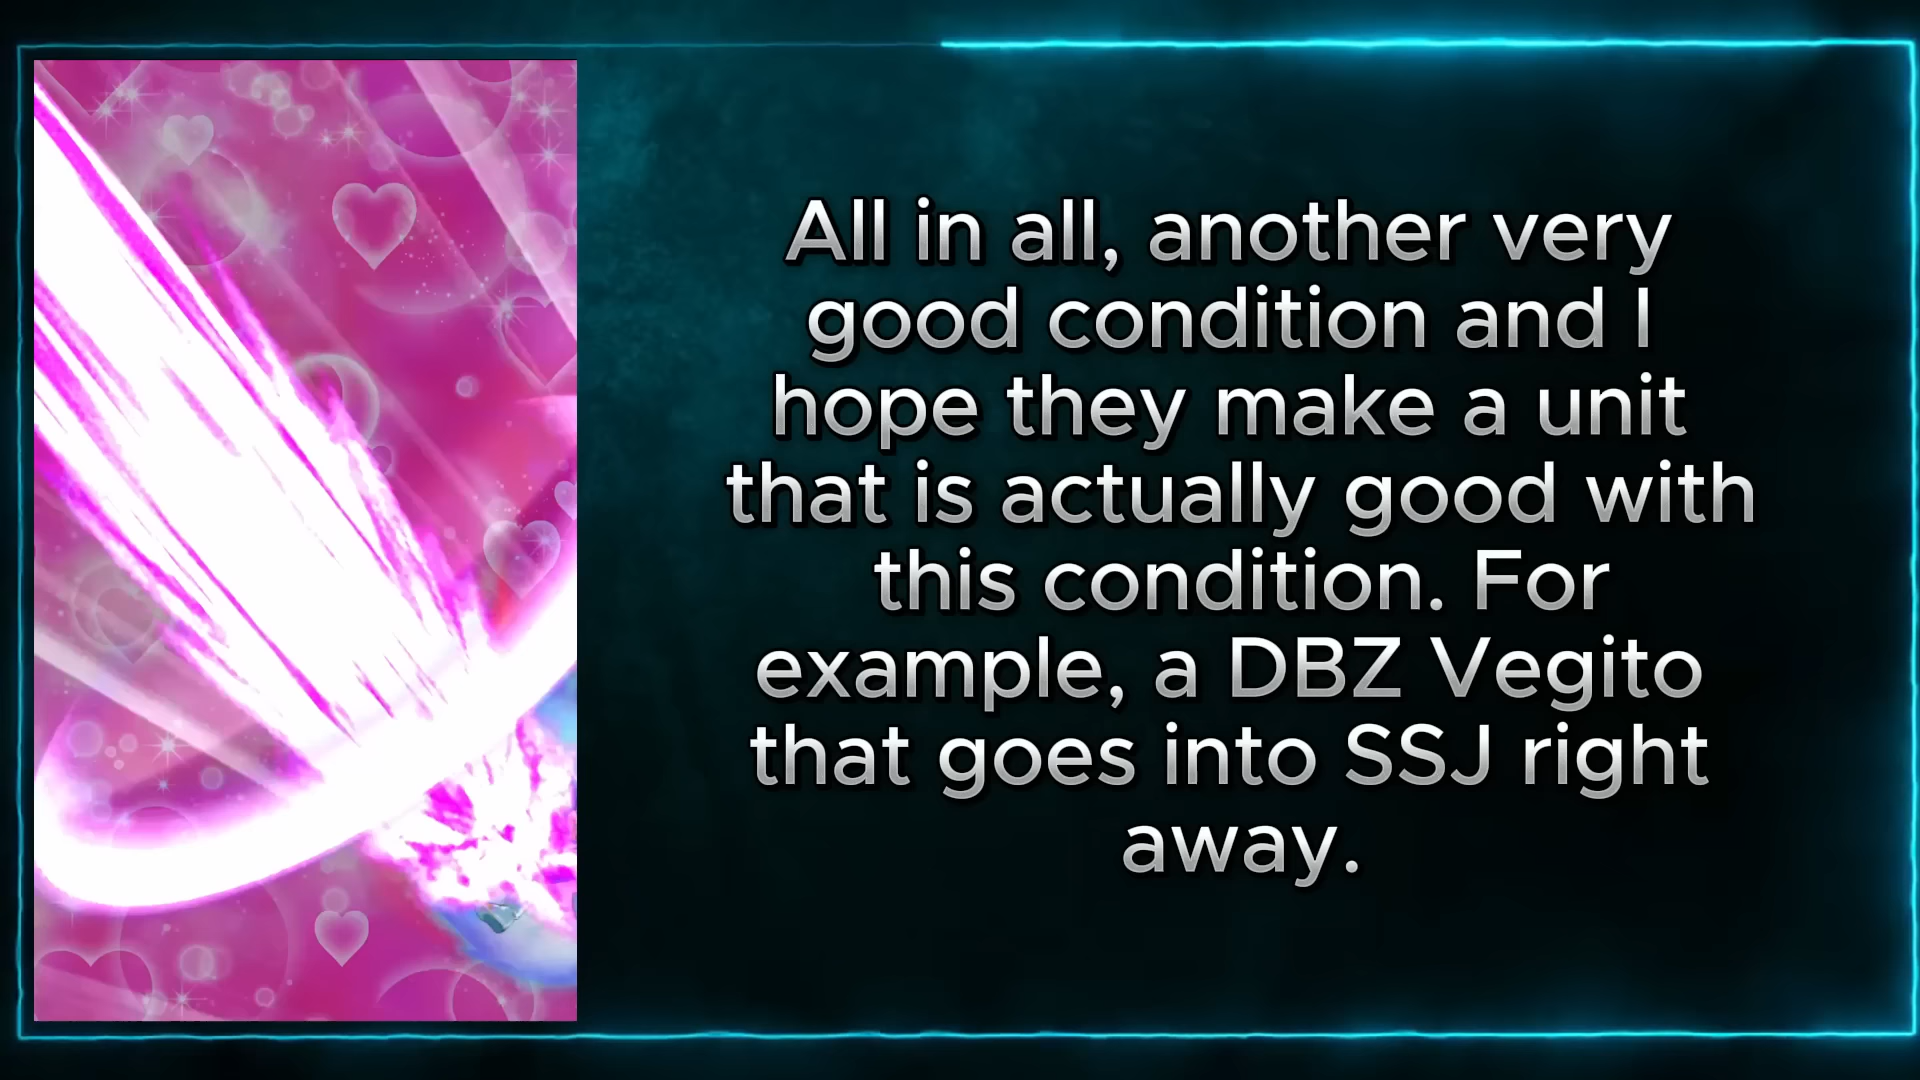 All in all, another very
good condition and I
hope they make a unit
that is actually good with
this condition. For
example, a DBZ Vegito
that goes into SSJ right
away.